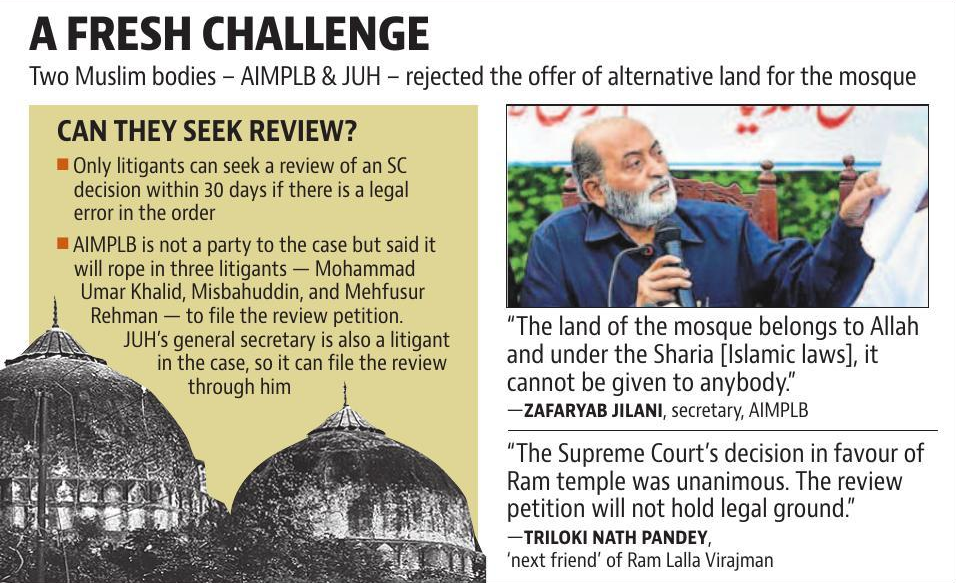 A FRESH CHALLENGE
Two Muslim bodies – AIMPLB & JUH – rejected the offer of alternative land for the mosque
CAN THEY SEEK REVIEW?
Only litigants can seek a review of an SC
decision within 30 days if there is a legal
error in the order
AIMPLB is not a party to the case but said it
will rope in three litigants — Mohammad
Umar Khalid, Misbahuddin, and Mehfusur
Rehman — to file the review petition.
JUH’s general secretary is also a litigant
in the case, so it can file the review
through him
“The land of the mosque belongs to Allah
and under the Sharia [Islamic laws], it
cannot be given to anybody.”
—ZAFARYAB JILANI, secretary, AIMPLB
“The Supreme Court’s decision in favour of
Ram temple was unanimous. The review
petition will not hold legal ground.”
—TRILOKI NATH PANDEY,
‘next friend’ of Ram Lalla Virajman